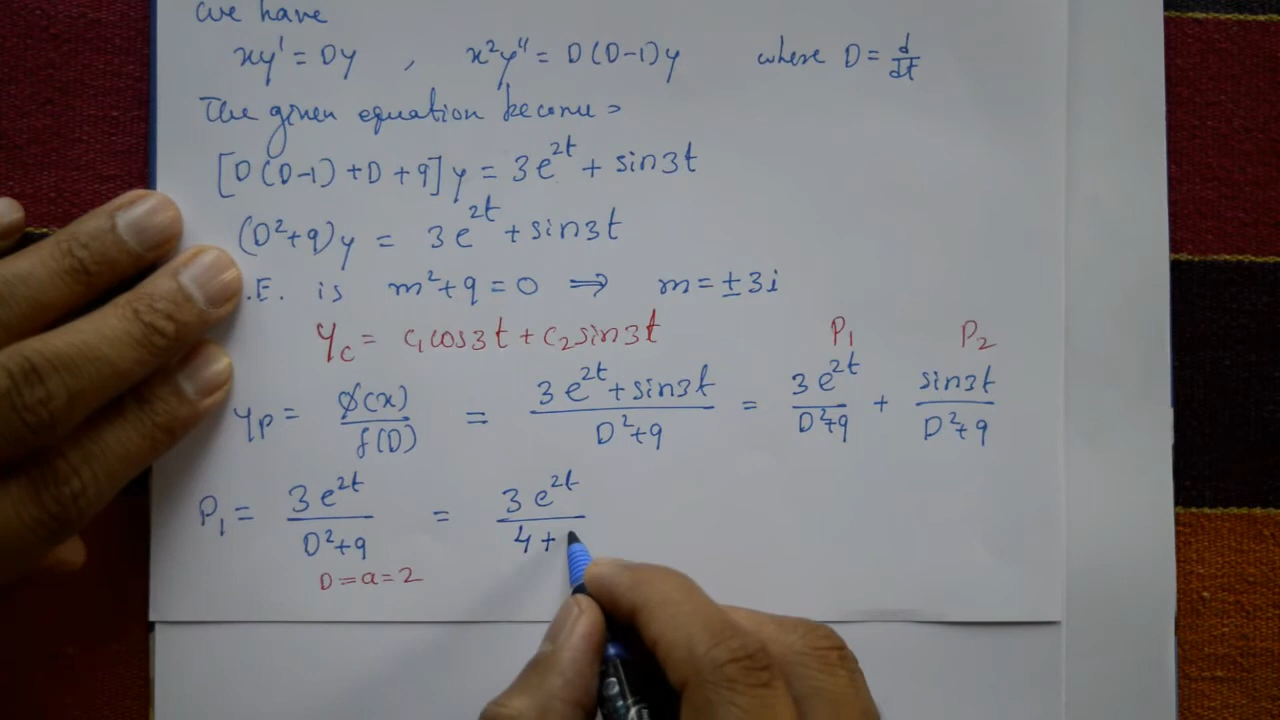 we have
xy' = Dy , x²y'' = D(D-1)y where D = d/dt
The given equation becomes
[D(D-1) + D + 9] y = 3e^2t + sin3t
(D²+9)y = 3e^2t + sin3t
.E. is m²+9 = 0 ⇒ m = ± 3i
y_c = c₁cos3t + c₂sin3t P₁ P₂
y_p = ϕ(x)/f(D) = (3e^2t + sin3t)/(D²+9) = 3e^2t/(D²+9) + sin3t/(D²+9)
P₁ = 3e^2t/(D²+9) = 3e^2t/(4+
D = a = 2